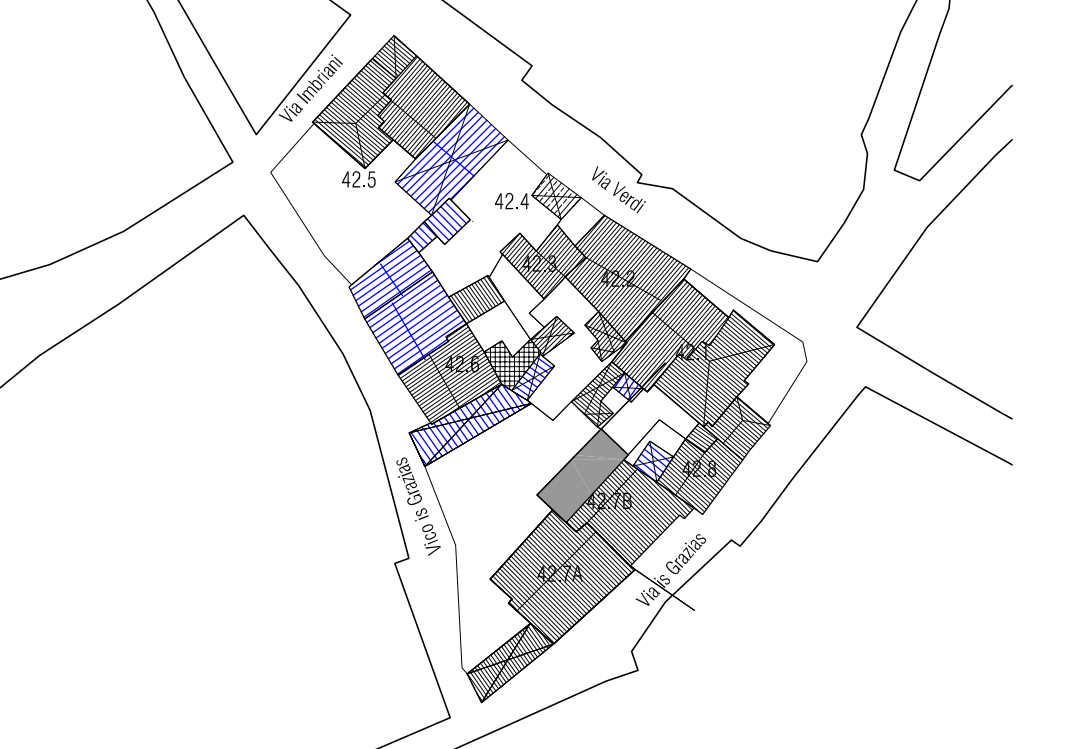 Via Imbriani
42.5
Via Verdi
42.4
42.3
42.2
42.1
42.6
Vico is Grazias
42.8
42.7B
42.7A
Via is Grazias